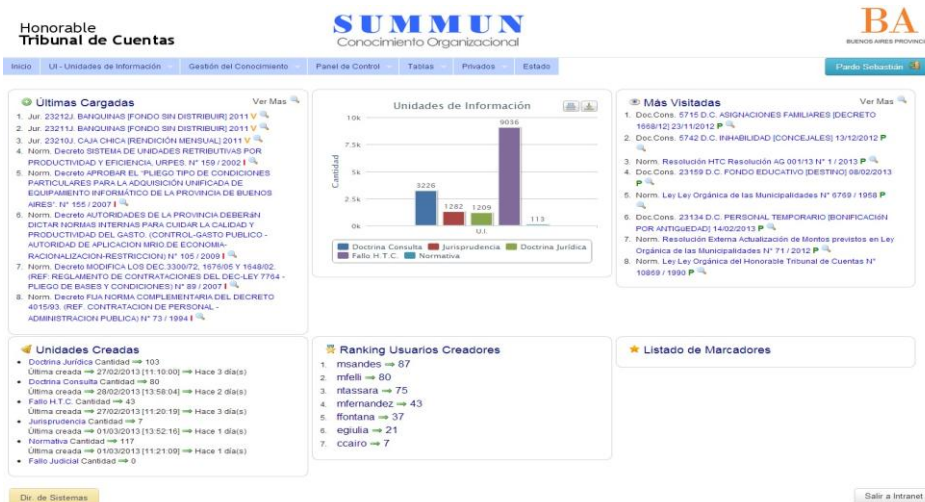 Honorable
Tribunal de Cuentas
SUMMUN
Conocimiento Organizacional
BA
BUENOS AIRES PROVINCI
Inicio UI - Unidades de Información Gestión del Conocimiento Panel de Control Tablas Privados Estado
Pardo Sebastián
Últimas Cargadas Ver Mas
1. Jur. 23212J. BANQUINAS [FONDO SIN DISTRIBUIR] 2011 V
2. Jur. 23211J. BANQUINAS [FONDO SIN DISTRIBUIR] 2011 V
3. Jur. 23210J. CAJA CHICA [RENDICIÓN MENSUAL] 2011 V
4. Norm. Decreto SISTEMA DE UNIDADES RETRIBUTIVAS POR
PRODUCTIVIDAD Y EFICIENCIA, URPES. N° 159 / 2002 I
5. Norm. Decreto APROBAR EL "PLIEGO TIPO DE CONDICIONES
PARTICULARES PARA LA ADQUISICIÓN UNIFICADA DE
EQUIPAMIENTO INFORMÁTICO DE LA PROVINCIA DE BUENOS
AIRES". N° 155 / 2007 I
6. Norm. Decreto AUTORIDADES DE LA PROVINCIA DEBERáN
DICTAR NORMAS INTERNAS PARA CUIDAR LA CALIDAD Y
PRODUCTIVIDAD DEL GASTO. (CONTROL-GASTO PUBLICO -
AUTORIDAD DE APLICACION MRIO.DE ECONOMIA-
RACIONALIZACION-RESTRICCION) N° 105 / 2009 I
7. Norm. Decreto MODIFICA LOS DEC.3300/72, 1676/05 Y 1648/02.
(REF: REGLAMENTO DE CONTRATACIONES DEL DEC-LEY 7764 -
PLIEGO DE BASES Y CONDICIONES) N° 89 / 2007 I
8. Norm. Decreto FIJA NORMA COMPLEMENTARIA DEL DECRETO
4015/93. (REF. CONTRATACION DE PERSONAL -
ADMINISTRACION PUBLICA) N° 73 / 1994 I
Unidades de Información
Cantidad
10k
7.5k
5k
2.5k
0k
3226
1282
1209
9036
113
U.I.
Doctrina Consulta Jurisprudencia Doctrina Jurídica
Fallo H.T.C. Normativa
Más Visitadas Ver Mas
1. Doc.Cons. 5715 D.C. ASIGNACIONES FAMILIARES [DECRETO
1668/12] 23/11/2012 P
2. Doc.Cons. 5742 D.C. INHABILIDAD [CONCEJALES] 13/12/2012 P
3. Norm. Resolución HTC Resolución AG 001/13 N° 1 / 2013 P
4. Doc.Cons. 23159 D.C. FONDO EDUCATIVO [DESTINO] 08/02/2013
P
5. Norm. Ley Ley Orgánica de las Municipalidades N° 6769 / 1958 P
6. Doc.Cons. 23134 D.C. PERSONAL TEMPORARIO [BONIFICACIóN
POR ANTIGUEDAD] 14/02/2013 P
7. Norm. Resolución Externa Actualización de Montos previstos en Ley
Orgánica de las Municipalidades N° 71 / 2012 P
8. Norm. Ley Ley Orgánica del Honorable Tribunal de Cuentas N°
10869 / 1990 P
Unidades Creadas
Doctrina Jurídica Cantidad 103
Última creada 27/02/2013 [11:10:00] Hace 3 día(s)
Doctrina Consulta Cantidad 80
Última creada 28/02/2013 [13:58:04] Hace 2 día(s)
Fallo H.T.C. Cantidad 43
Última creada 27/02/2013 [11:20:19] Hace 3 día(s)
Jurisprudencia Cantidad 7
Última creada 01/03/2013 [13:52:16] Hace 1 día(s)
Normativa Cantidad 117
Última creada 01/03/2013 [11:21:09] Hace 1 día(s)
Fallo Judicial Cantidad 0
Ranking Usuarios Creadores
1. msandes 87
2. mfelli 80
3. ntassara 75
4. mfernandez 43
5. ffontana 37
6. egiulia 21
7. ccairo 7
Listado de Marcadores
Dir. de Sistemas
Salir a Intranet